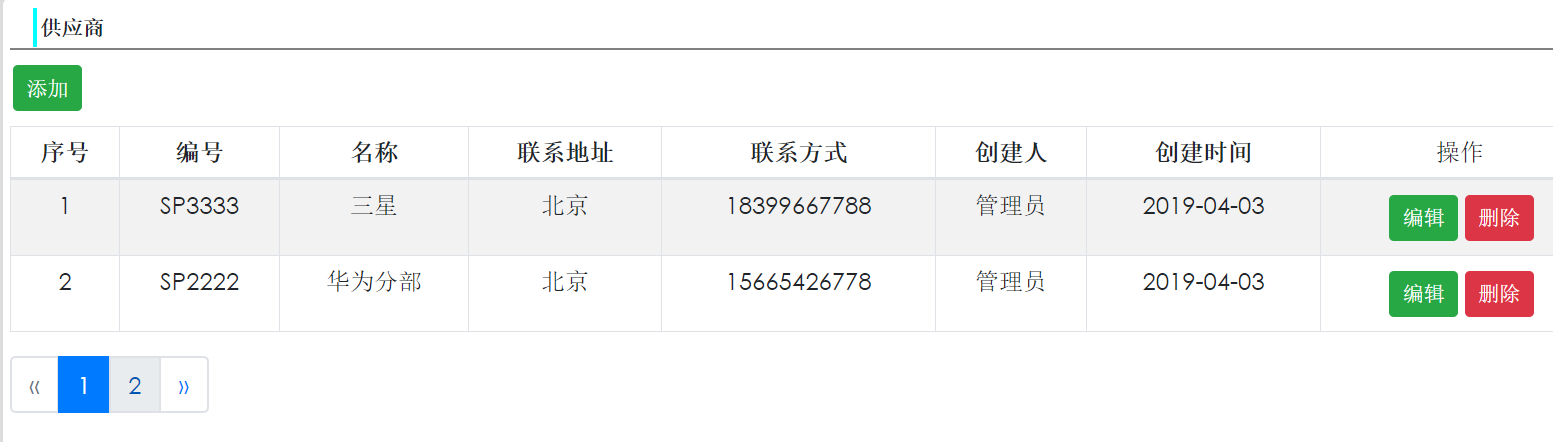 供应商
添加
序号 编号 名称 联系地址 联系方式 创建人 创建时间 操作
1 SP3333 三星 北京 18399667788 管理员 2019-04-03 编辑 删除
2 SP2222 华为分部 北京 15665426778 管理员 2019-04-03 编辑 删除
« 1 2 »